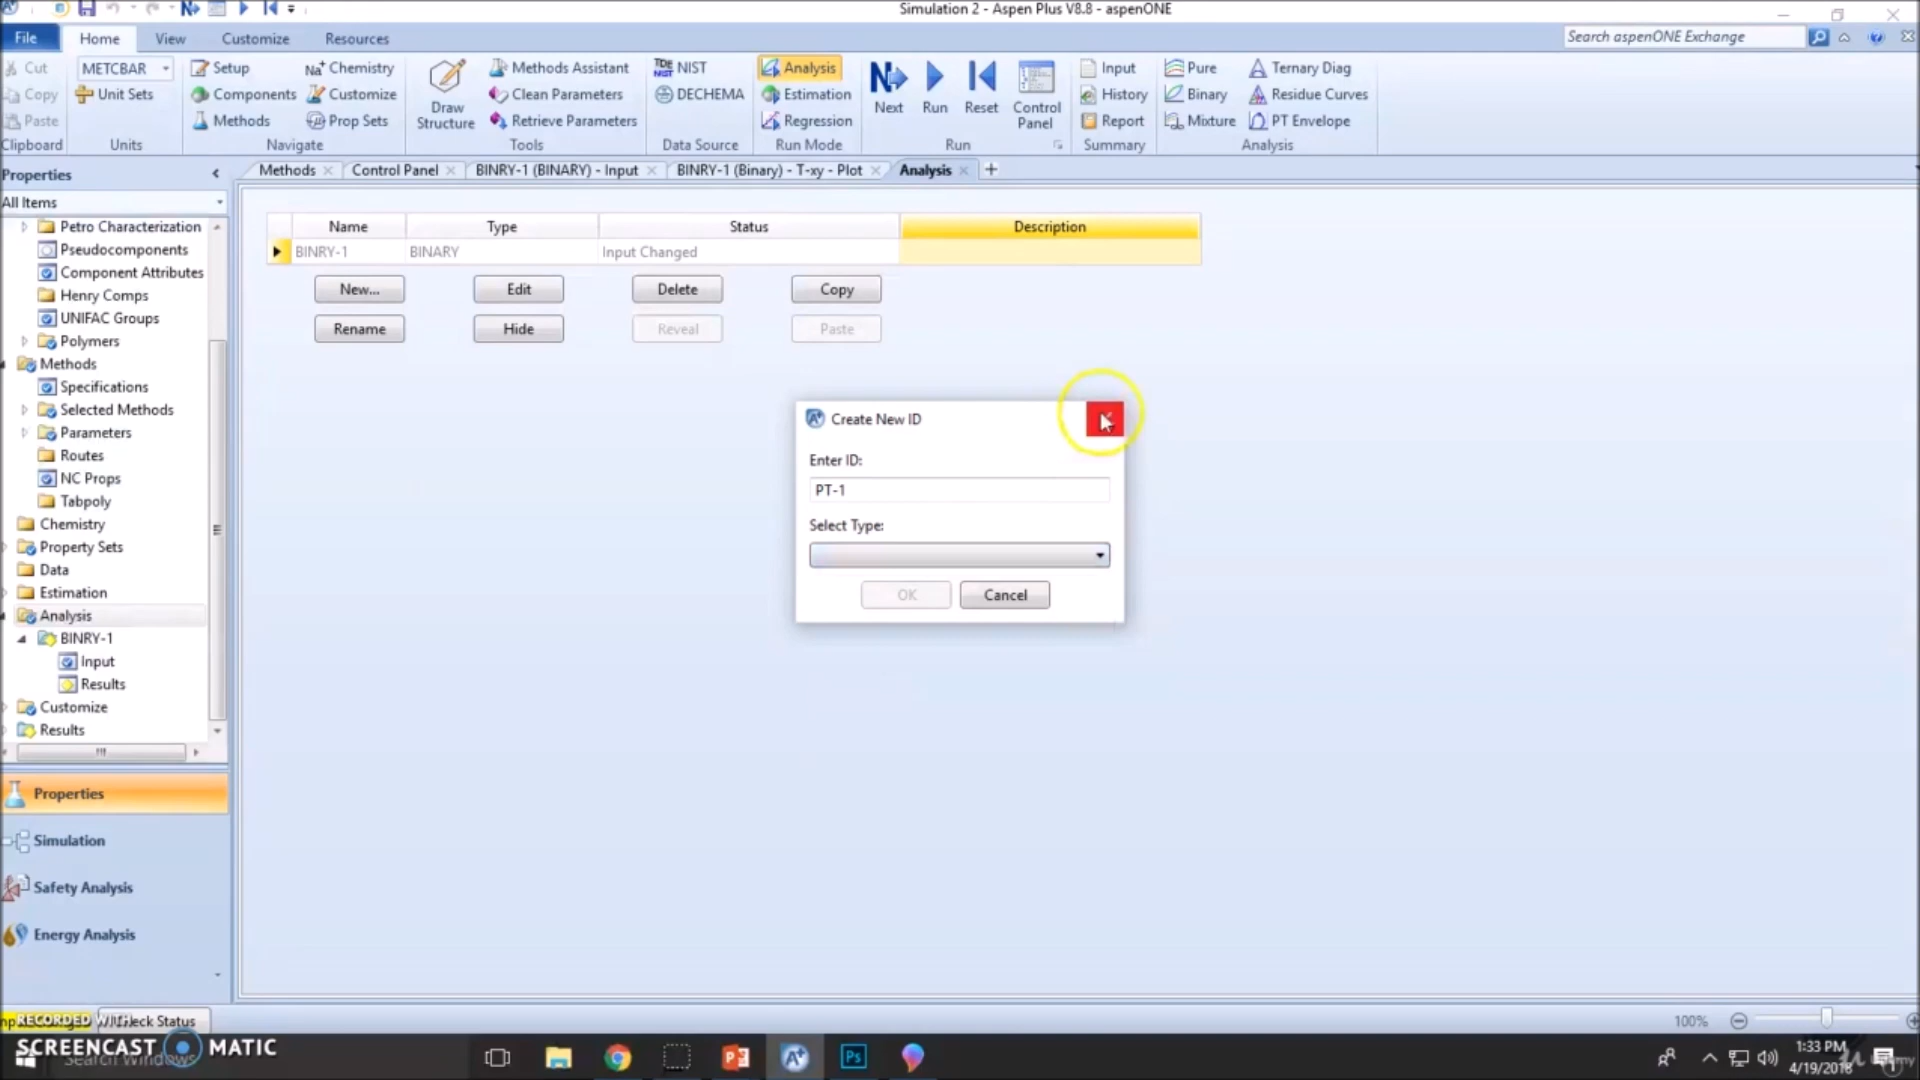 Simulation 2 - Aspen Plus V8.8 - aspenONE
File Home View Customize Resources Search aspenONE Exchange
Cut METCBAR Setup Na+ Chemistry Methods Assistant NIST Analysis Input Pure Ternary Diag
Copy Unit Sets Components Customize Clean Parameters DECHEMA Estimation History Binary Residue Curves
Paste Methods Prop Sets Draw Structure Retrieve Parameters Regression Next Run Reset Control Panel Report Mixture PT Envelope
Clipboard Units Navigate Tools Data Source Run Mode Run Summary Analysis
Properties Methods Control Panel BINRY-1 (BINARY) - Input BINRY-1 (Binary) - T-xy - Plot Analysis
All Items
Petro Characterization
Pseudocomponents
Component Attributes
Henry Comps
UNIFAC Groups
Polymers
Methods
Specifications
Selected Methods
Parameters
Routes
NC Props
Tabpoly
Chemistry
Property Sets
Data
Estimation
Analysis
BINRY-1
Input
Results
Customize
Results
Properties
Simulation
Safety Analysis
Energy Analysis
Name Type Status Description
BINRY-1 BINARY Input Changed
New... Edit Delete Copy
Rename Hide Reveal Paste
Create New ID
Enter ID:
PT-1
Select Type:
OK Cancel
RECORDED WITH Check Status 100%
SCREENCAST MATIC
Search Windows
1:33 PM